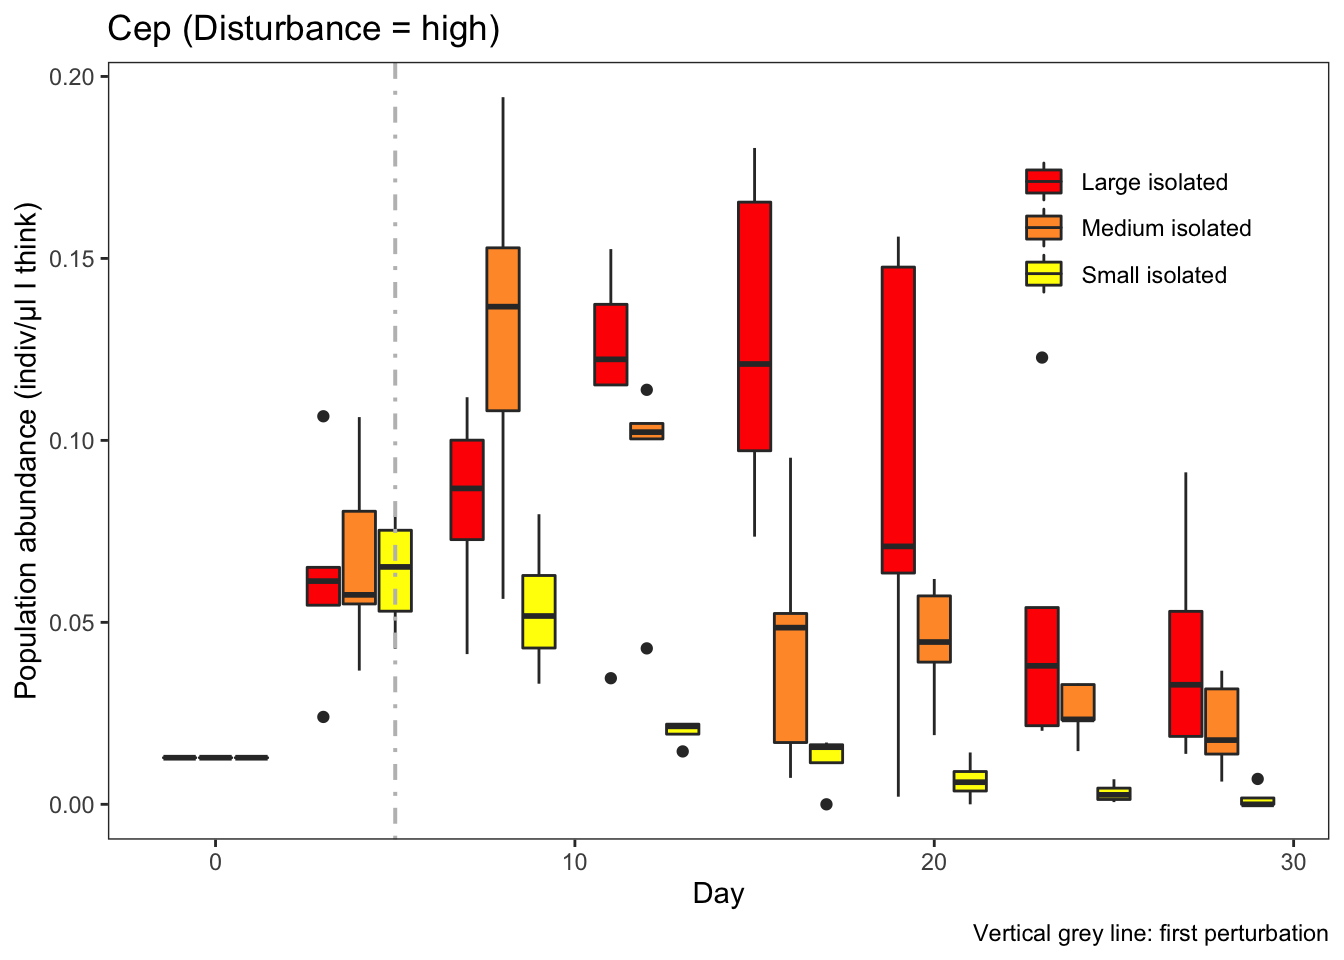 Cep (Disturbance = high)
0.20
0.15
0.10
0.05
0.00
Population abundance (indiv/µl I think)
Large isolated
Medium isolated
Small isolated
0
10
20
30
Day
Vertical grey line: first perturbation